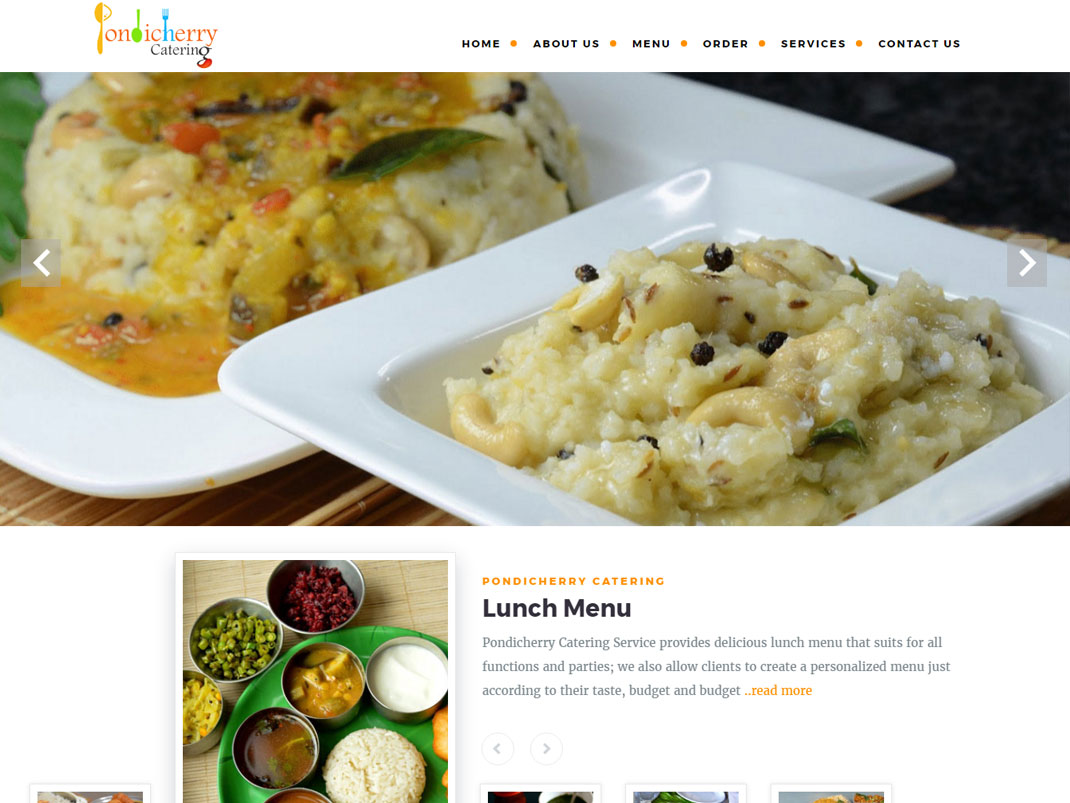 Pondicherry
Catering
HOME ABOUT US MENU ORDER SERVICES CONTACT US
PONDICHERRY CATERING
Lunch Menu
Pondicherry Catering Service provides delicious lunch menu that suits for all
functions and parties; we also allow clients to create a personalized menu just
according to their taste, budget and budget ..read more